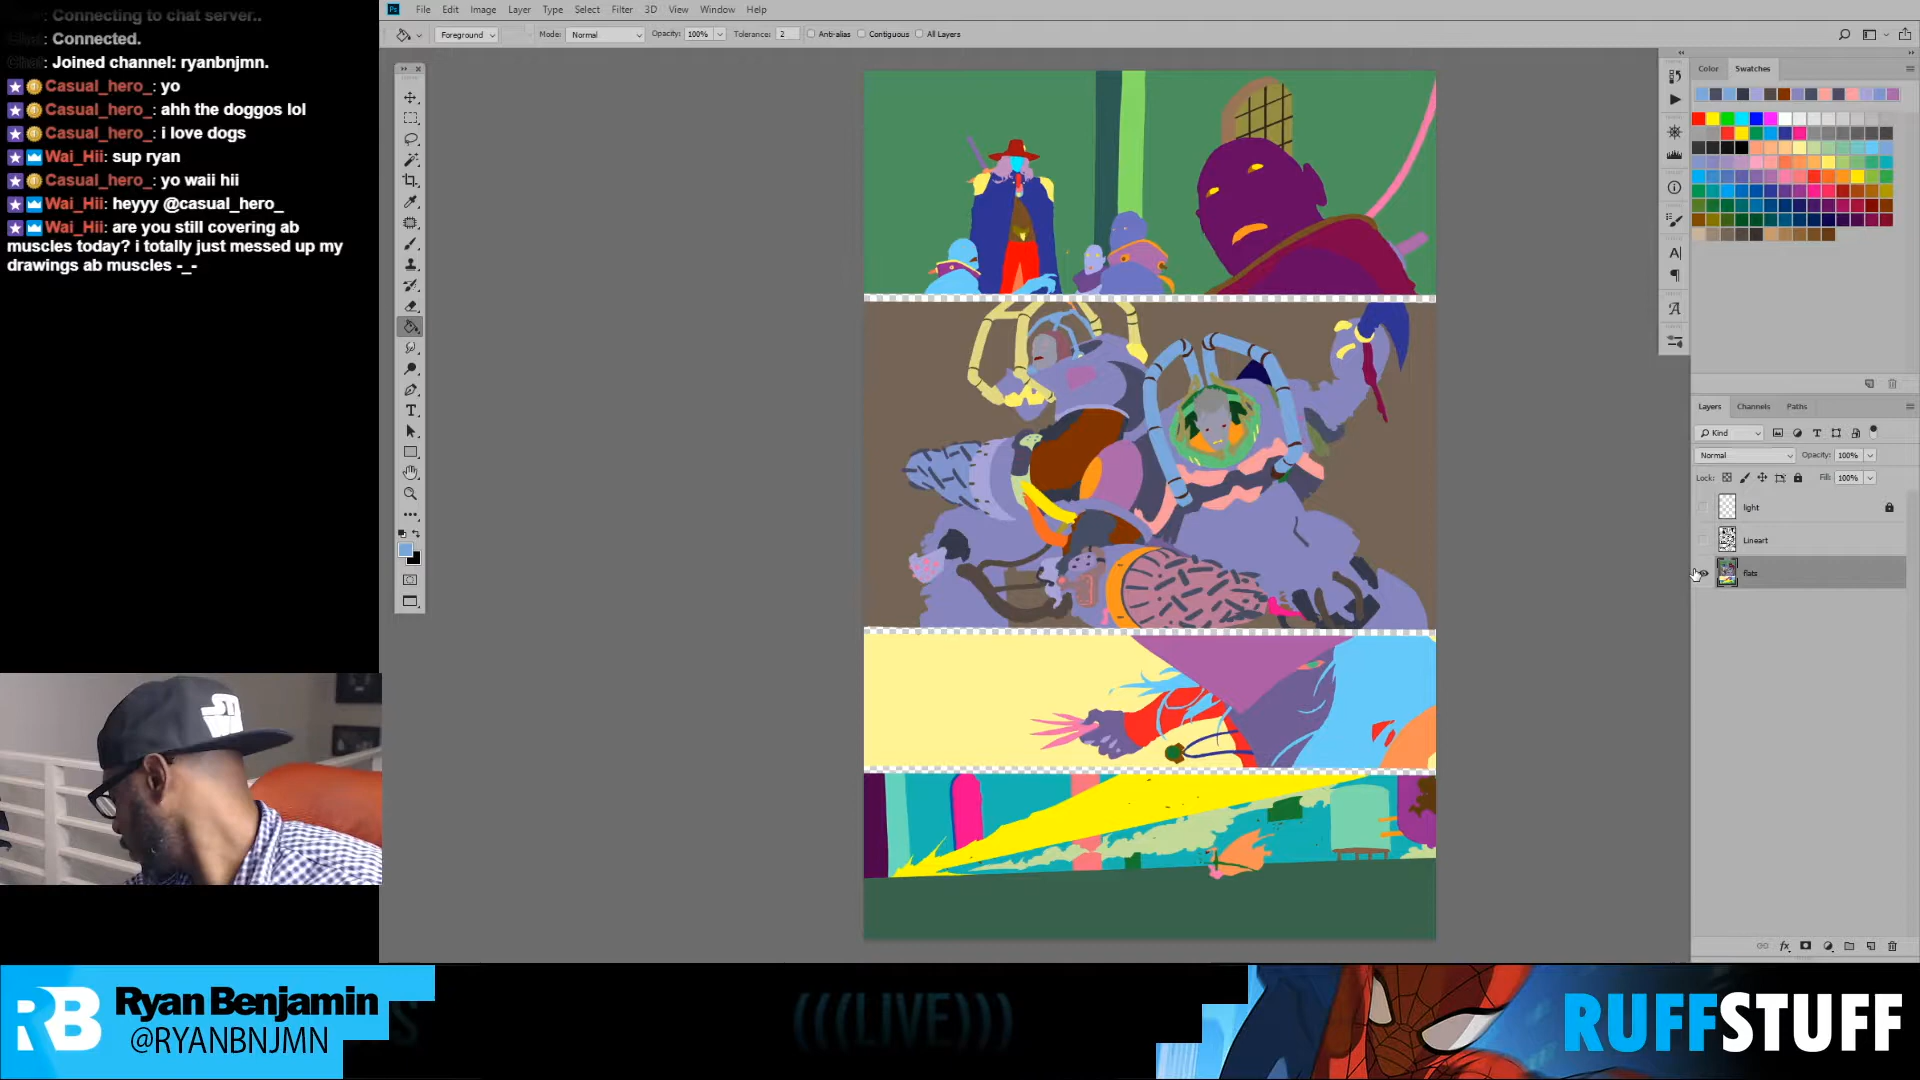 Connecting to chat server..
: Connected.
: Joined channel: ryanbnjmn.
Casual_hero_: yo
Casual_hero_: ahh the doggos lol
Casual_hero_: i love dogs
Wai_Hii: sup ryan
Casual_hero_: yo waii hii
Wai_Hii: heyyy @casual_hero_
Wai_Hii: are you still covering ab
muscles today? i totally just messed up my
drawings ab muscles -_-
Ps File Edit Image Layer Type Select Filter 3D View Window Help
Foreground Mode: Normal Opacity: 100% Tolerance: 2 Anti-alias Contiguous All Layers
Color Swatches
Layers Channels Paths
Kind
Normal Opacity: 100%
Lock: Fill: 100%
light
Lineart
flats
RB Ryan Benjamin
@RYANBNJMN
(((LIVE)))
RUFFSTUFF